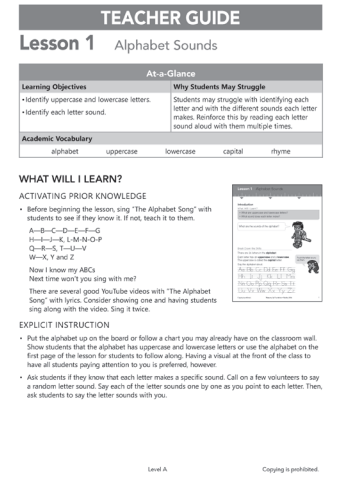 TEACHER GUIDE
Lesson 1 Alphabet Sounds
At-a-Glance
Learning Objectives
Why Students May Struggle
• Identify uppercase and lowercase letters.
• Identify each letter sound.
Students may struggle with identifying each
letter and with the different sounds each letter
makes. Reinforce this by reading each letter
sound aloud with them multiple times.
Academic Vocabulary
alphabet uppercase lowercase capital rhyme
WHAT WILL I LEARN?
ACTIVATING PRIOR KNOWLEDGE
• Before beginning the lesson, sing "The Alphabet Song" with
students to see if they know it. If not, teach it to them.
A—B—C—D—E—F—G
H—I—J—K, L-M-N-O-P
Q—R—S, T—U—V
W—X, Y and Z
Now I know my ABCs
Next time won't you sing with me?
There are several good YouTube videos with "The Alphabet
Song" with lyrics. Consider showing one and having students
sing along with the video. Sing it twice.
Lesson 1
EXPLICIT INSTRUCTION
• Put the alphabet up on the board or follow a chart you may already have on the classroom wall.
Show students that the alphabet has uppercase and lowercase letters or use the alphabet on the
first page of the lesson for students to follow along. Having a visual at the front of the class to
have all students paying attention to you is preferred, however.
• Ask students if they know that each letter makes a specific sound. Call on a few volunteers to say
a random letter sound. Say each of the letter sounds one by one as you point to each letter. Then,
ask students to say the letter sounds with you.
Level A
Copying is prohibited.